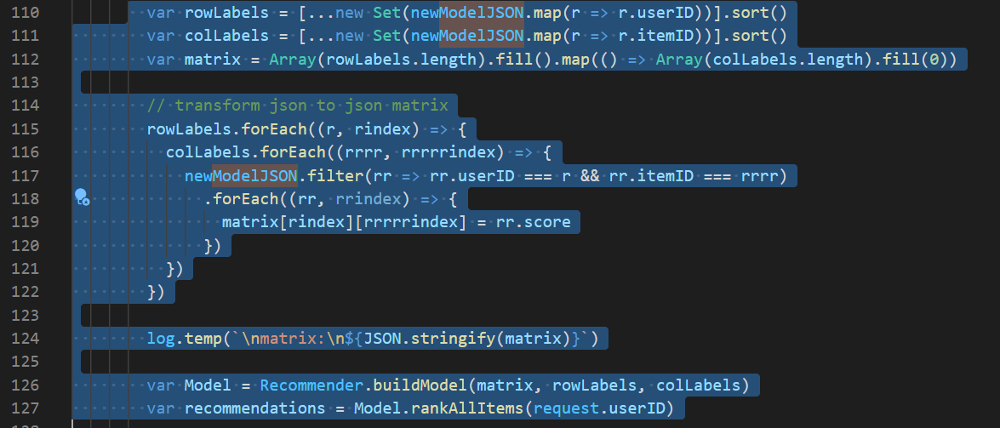 110 var rowLabels = [...new Set(newModelJSON.map(r => r.userID))].sort()
111 var colLabels = [...new Set(newModelJSON.map(r => r.itemID))].sort()
112 var matrix = Array(rowLabels.length).fill().map(() => Array(colLabels.length).fill(0))
113
114 // transform json to json matrix
115 rowLabels.forEach((r, rindex) => {
116 colLabels.forEach((rrrr, rrrrrindex) => {
117 newModelJSON.filter(rr => rr.userID === r && rr.itemID === rrrr)
118 .forEach((rr, rrindex) => {
119 matrix[rindex][rrrrrindex] = rr.score
120 })
121 })
122 })
123
124 log.temp(`\nmatrix:\n${JSON.stringify(matrix)}`)
125
126 var Model = Recommender.buildModel(matrix, rowLabels, colLabels)
127 var recommendations = Model.rankAllItems(request.userID)